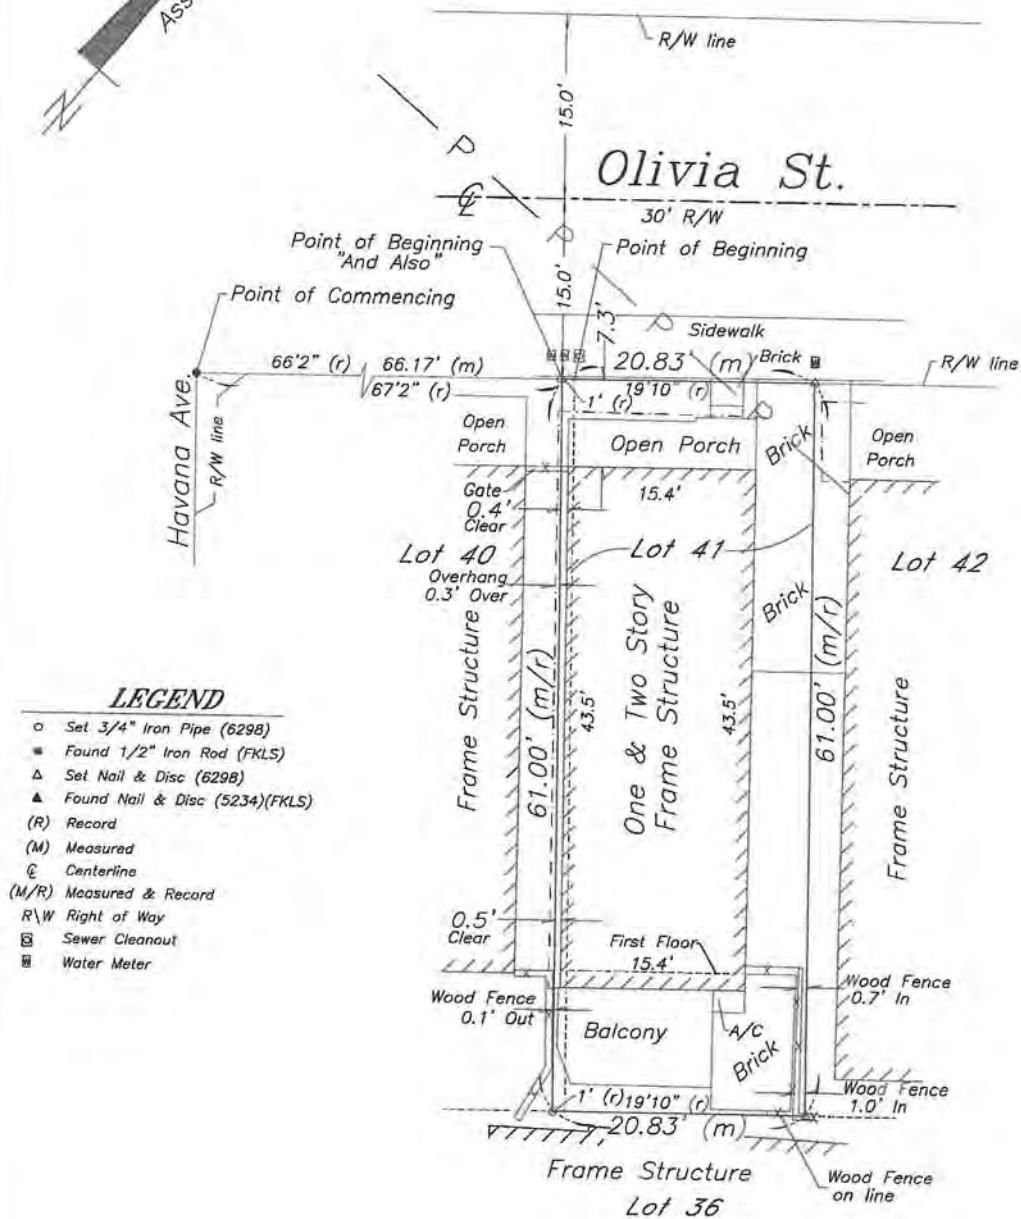 Ass
N
R/W line
15.0'
P
Olivia St.
℄
30' R/W
P
Point of Beginning
"And Also"
15.0'
Point of Beginning
Point of Commencing
7.3'
P
Sidewalk
66'2" (r)
66.17' (m)
20.83' (m)
Brick
R/W line
67'2" (r)
1' (r)
19'10" (r)
P
Havana Ave.
R/W line
Open
Porch
Open Porch
Brick
Open
Porch
Gate
0.4'
Clear
15.4'
Lot 40
Lot 41
Lot 42
Overhang
0.3' Over
Brick
Frame Structure
61.00' (m/r)
43.5'
One & Two Story
Frame Structure
43.5'
61.00' (m/r)
Frame Structure
LEGEND
Set 3/4" Iron Pipe (6298)
Found 1/2" Iron Rod (FKLS)
Set Nail & Disc (6298)
Found Nail & Disc (5234)(FKLS)
(R) Record
(M) Measured
℄ Centerline
(M/R) Measured & Record
R\W Right of Way
Sewer Cleanout
Water Meter
0.5'
Clear
First Floor
15.4'
Wood Fence
0.1' Out
Balcony
A/C
Brick
Wood Fence
0.7' In
1' (r)
19'10" (r)
Wood Fence
1.0' In
20.83' (m)
Frame Structure
Lot 36
Wood Fence
on line